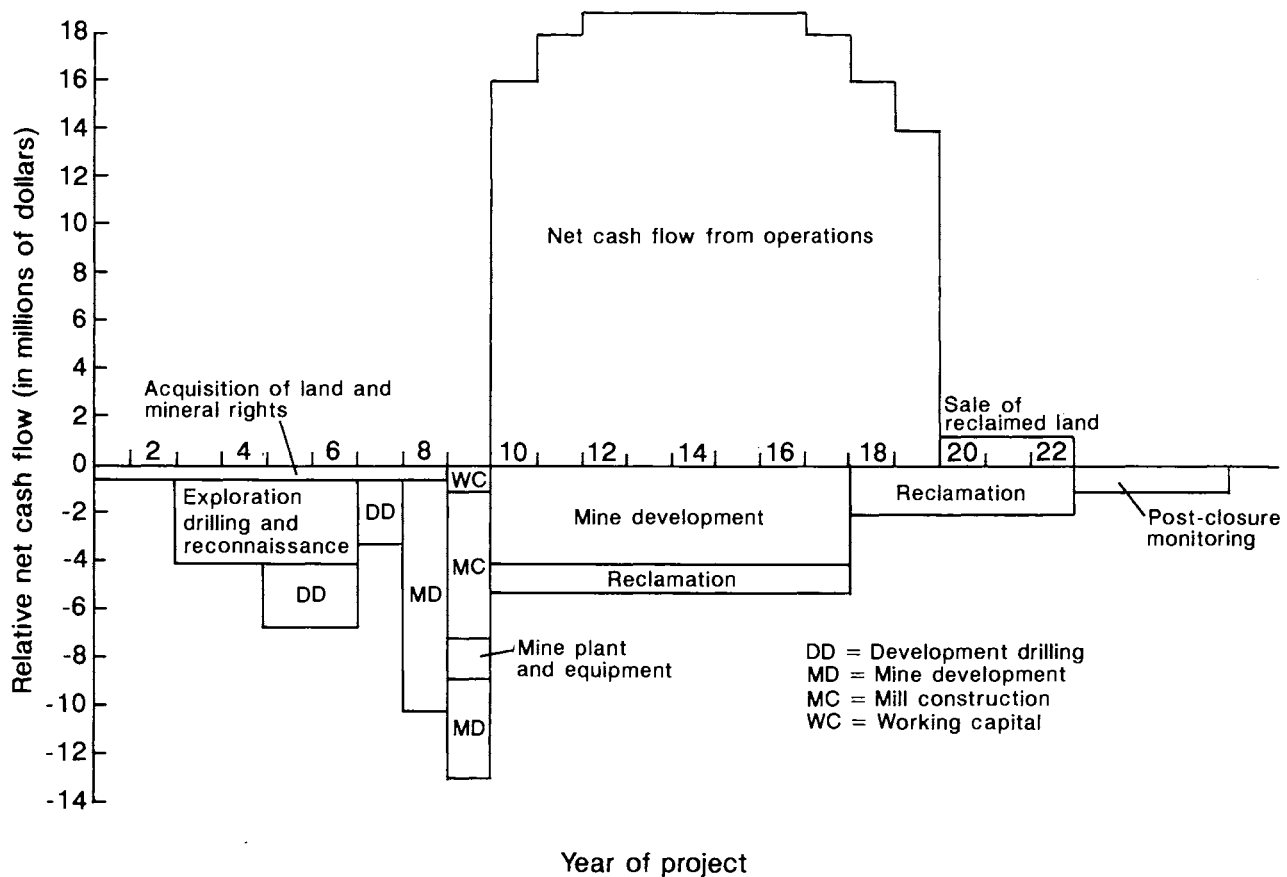 Relative net cash flow (in millions of dollars)
18
16
14
12
10
8
6
4
2
0
-2
-4
-6
-8
-10
-12
-14
Net cash flow from operations
Acquisition of land and
mineral rights
Sale of
reclaimed land
2 4 6 8 10 12 14 16 18 20 22
Exploration
drilling and
reconnaissance
DD
DD
MD
WC
MC
MD
Mine plant
and equipment
Mine development
Reclamation
Reclamation
Post-closure
monitoring
DD = Development drilling
MD = Mine development
MC = Mill construction
WC = Working capital
Year of project